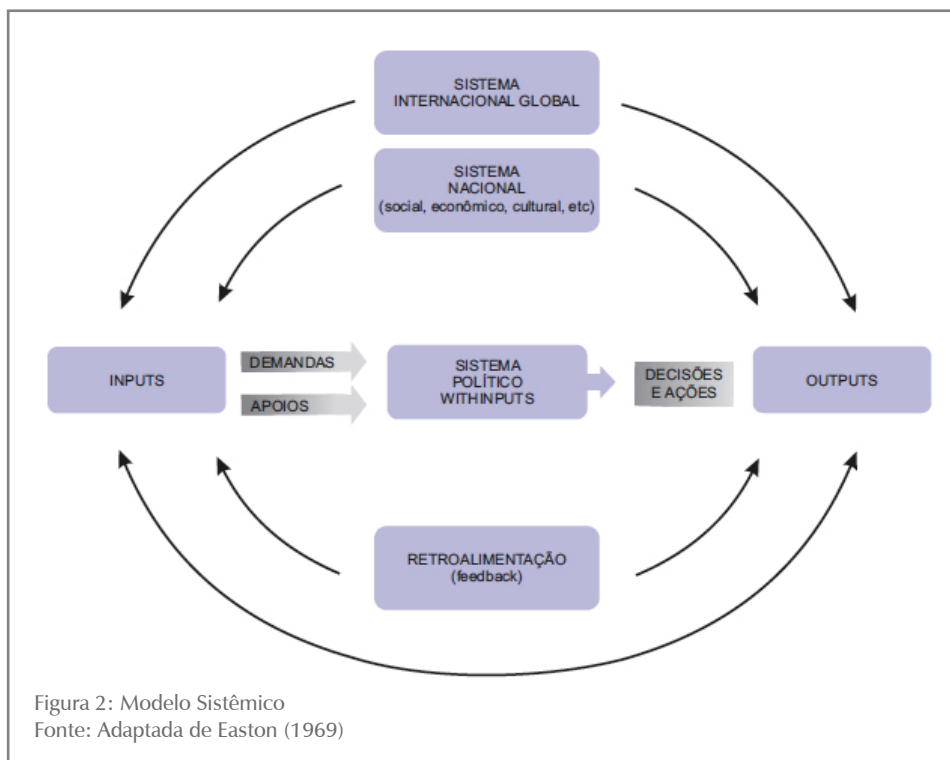 SISTEMA
INTERNACIONAL GLOBAL
SISTEMA
NACIONAL
(social, econômico, cultural, etc)
INPUTS
DEMANDAS
APOIOS
SISTEMA
POLÍTICO
WITHINPUTS
DECISÕES
E AÇÕES
OUTPUTS
RETROALIMENTAÇÃO
(feedback)
Figura 2: Modelo Sistêmico
Fonte: Adaptada de Easton (1969)